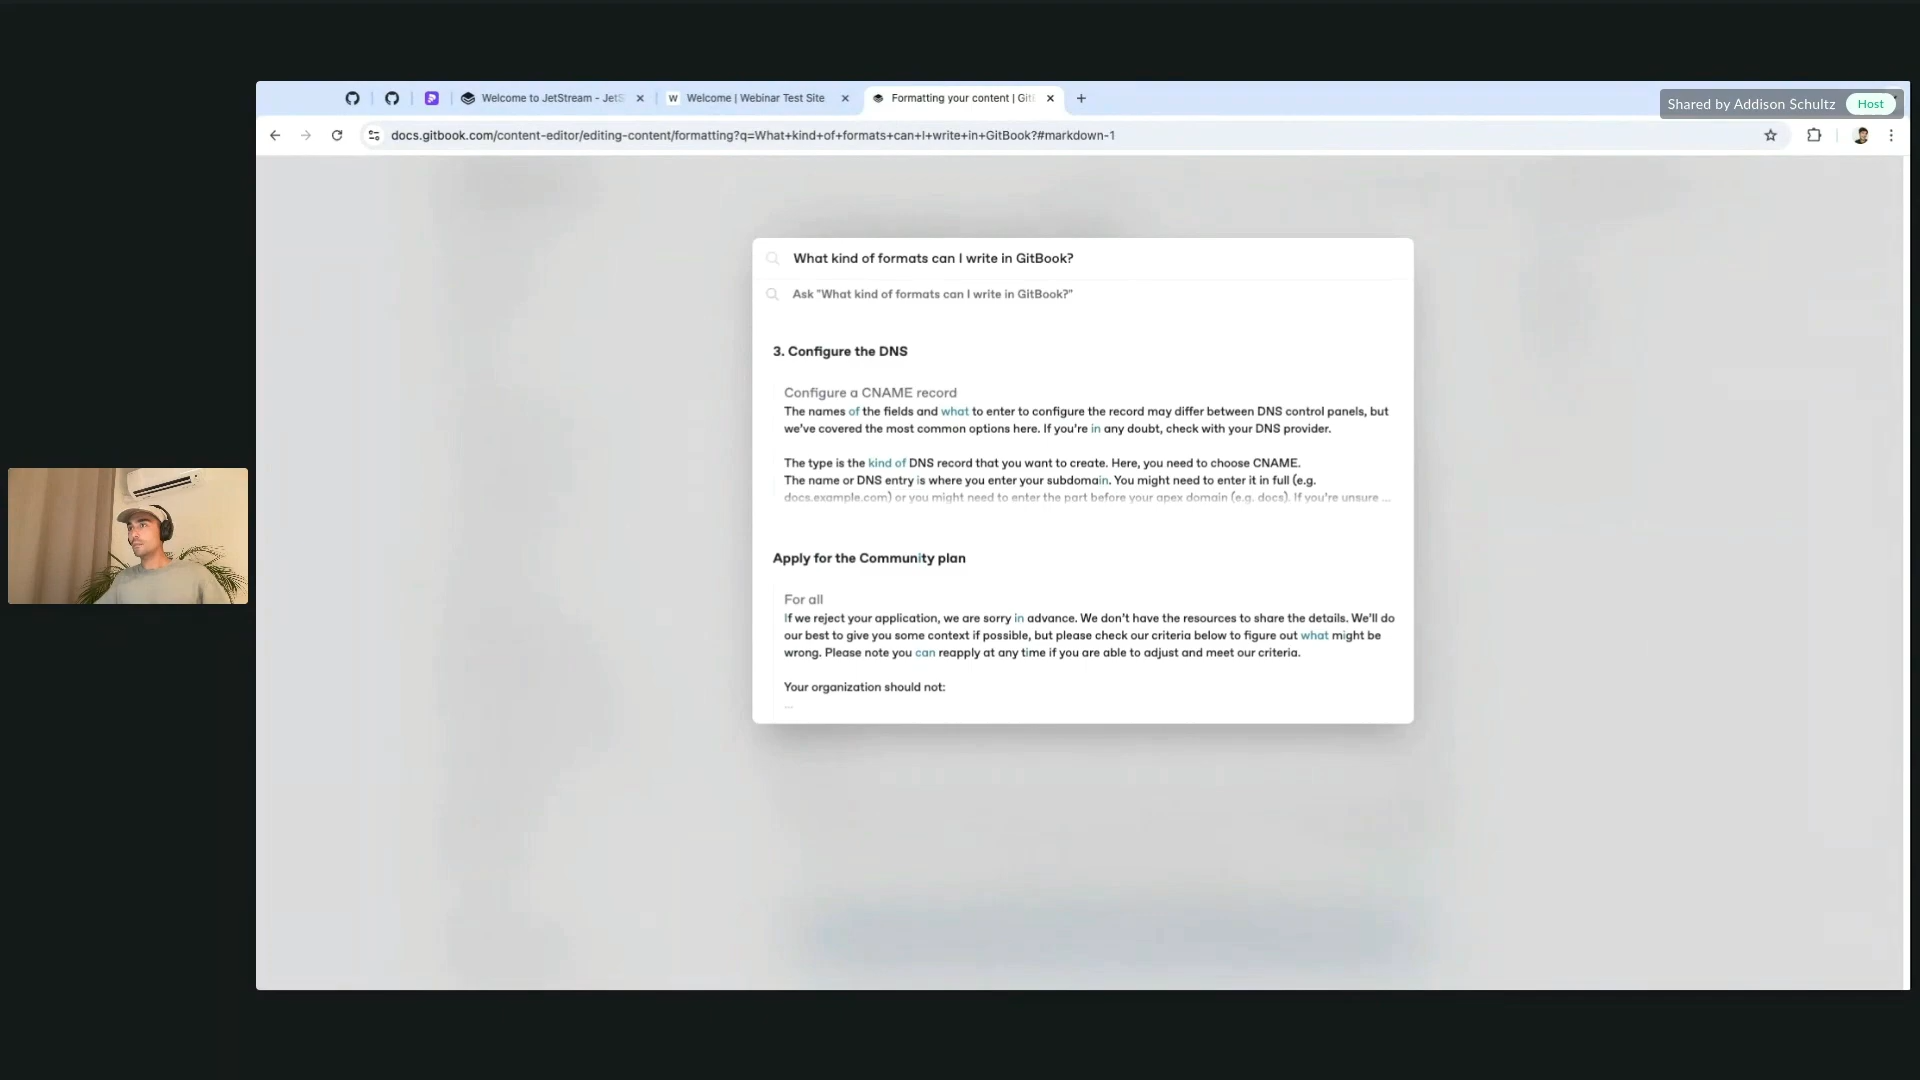 Welcome to JetStream - JetS
W Welcome | Webinar Test Site
Formatting your content | Git
Shared by Addison Schultz Host
docs.gitbook.com/content-editor/editing-content/formatting?q=What+kind+of+formats+can+I+write+in+GitBook?#markdown-1
What kind of formats can I write in GitBook?
Ask "What kind of formats can I write in GitBook?"
3. Configure the DNS
Configure a CNAME record
The names of the fields and what to enter to configure the record may differ between DNS control panels, but
we've covered the most common options here. If you're in any doubt, check with your DNS provider.
The type is the kind of DNS record that you want to create. Here, you need to choose CNAME.
The name or DNS entry is where you enter your subdomain. You might need to enter it in full (e.g.
docs.example.com) or you might need to enter the part before your apex domain (e.g. docs). If you're unsure ...
Apply for the Community plan
For all
If we reject your application, we are sorry in advance. We don't have the resources to share the details. We'll do
our best to give you some context if possible, but please check our criteria below to figure out what might be
wrong. Please note you can reapply at any time if you are able to adjust and meet our criteria.
Your organization should not:
...